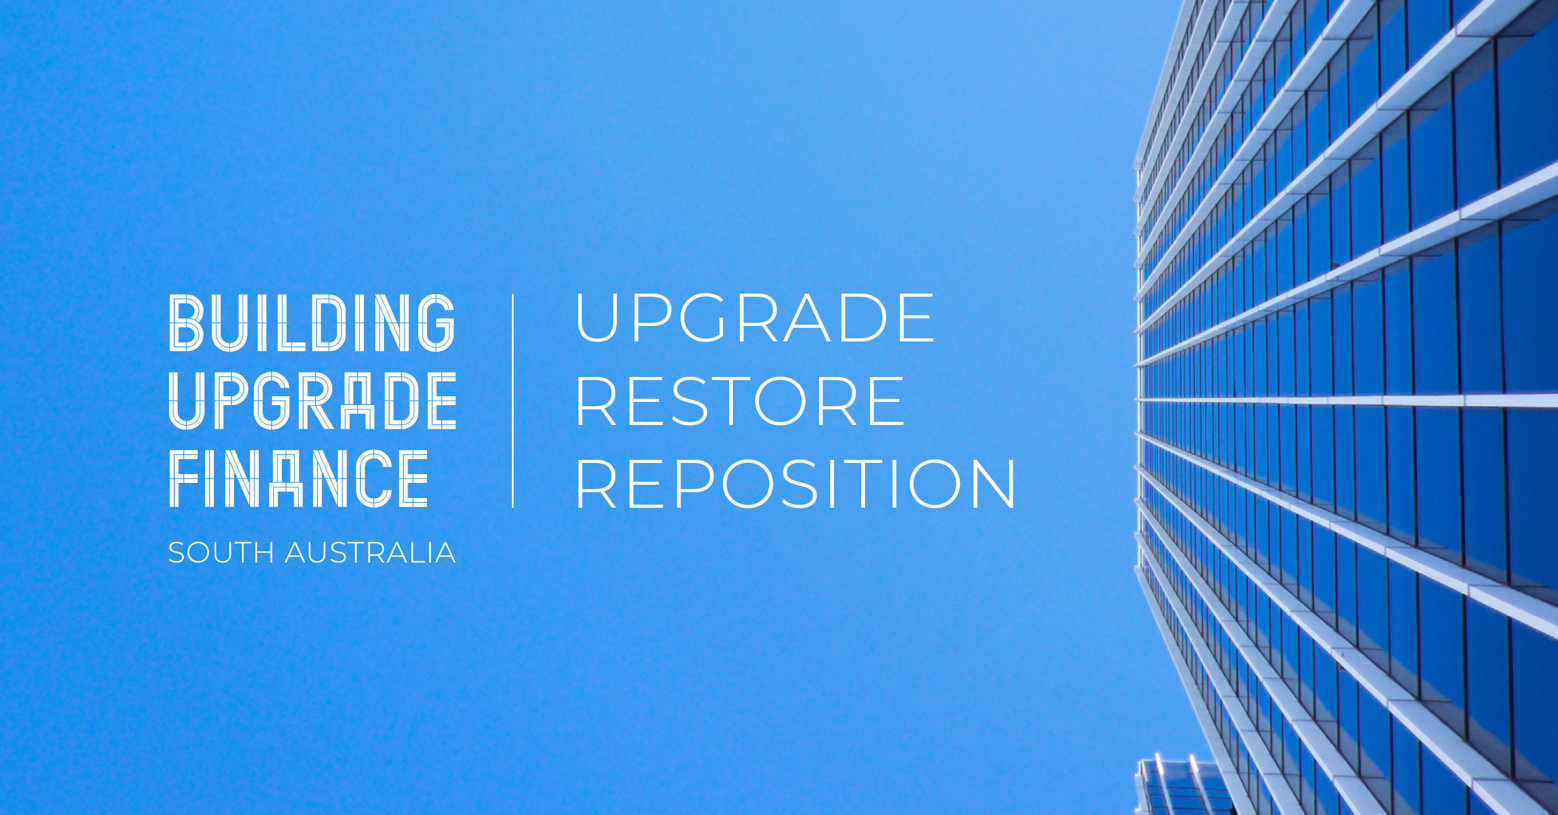 BUILDING
UPGRADE
FINANCE
SOUTH AUSTRALIA
UPGRADE
RESTORE
REPOSITION